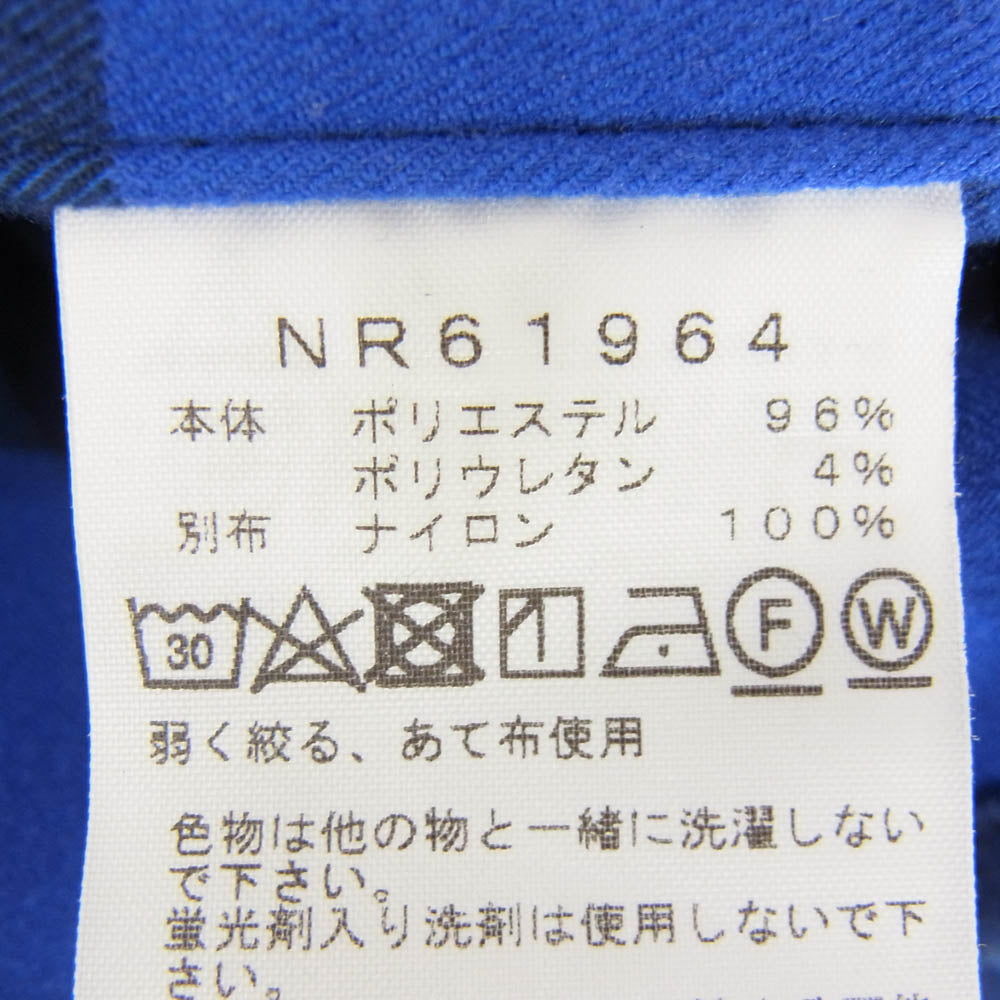 NR61964
本体 ポリエステル 96%
ポリウレタン 4%
別布 ナイロン 100%
30 F W
弱く絞る、あて布使用
色物は他の物と一緒に洗濯しない
で下さい。
蛍光剤入り洗剤は使用しないで下
さい。